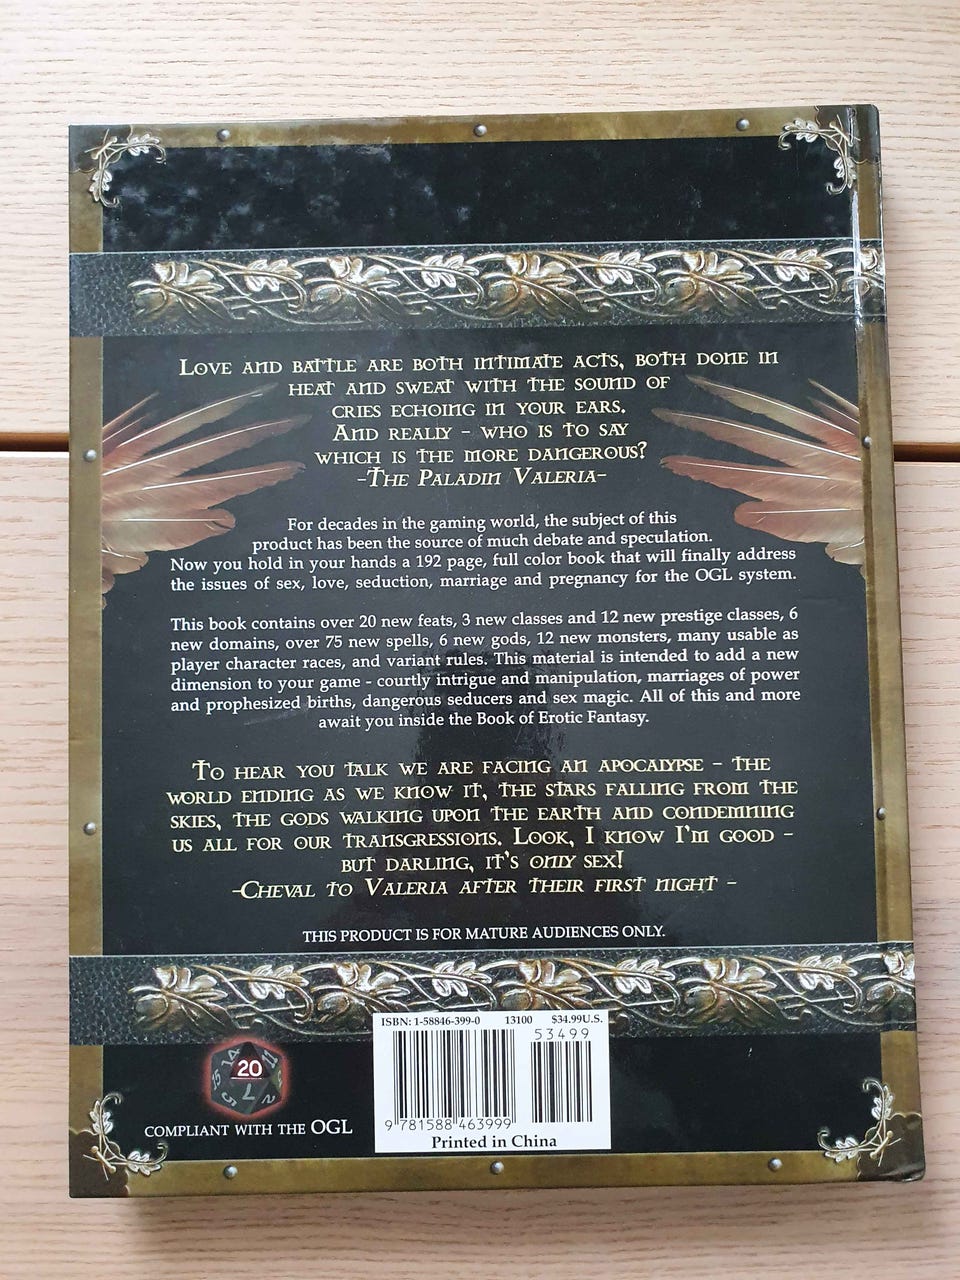 Love and battle are both intimate acts, both done in
heat and sweat with the sound of
cries echoing in your ears.
And really – who is to say
which is the more dangerous?
-The Paladin Valeria-
For decades in the gaming world, the subject of this
product has been the source of much debate and speculation.
Now you hold in your hands a 192 page, full color book that will finally address
the issues of sex, love, seduction, marriage and pregnancy for the OGL system.
This book contains over 20 new feats, 3 new classes and 12 new prestige classes, 6
new domains, over 75 new spells, 6 new gods, 12 new monsters, many usable as
player character races, and variant rules. This material is intended to add a new
dimension to your game - courtly intrigue and manipulation, marriages of power
and prophesized births, dangerous seducers and sex magic. All of this and more
await you inside the Book of Erotic Fantasy.
To hear you talk we are facing an apocalypse – the
world ending as we know it, the stars falling from the
skies, the gods walking upon the earth and condemning
us all for our transgressions. Look, I know I'm good –
but darling, it's only sex!
-Cheval to Valeria after their first night –
THIS PRODUCT IS FOR MATURE AUDIENCES ONLY.
ISBN: 1-58846-399-0 13100 $34.99U.S.
53499
9 781588 463999
Printed in China
20
14
11
15
7
5
2
COMPLIANT WITH THE OGL